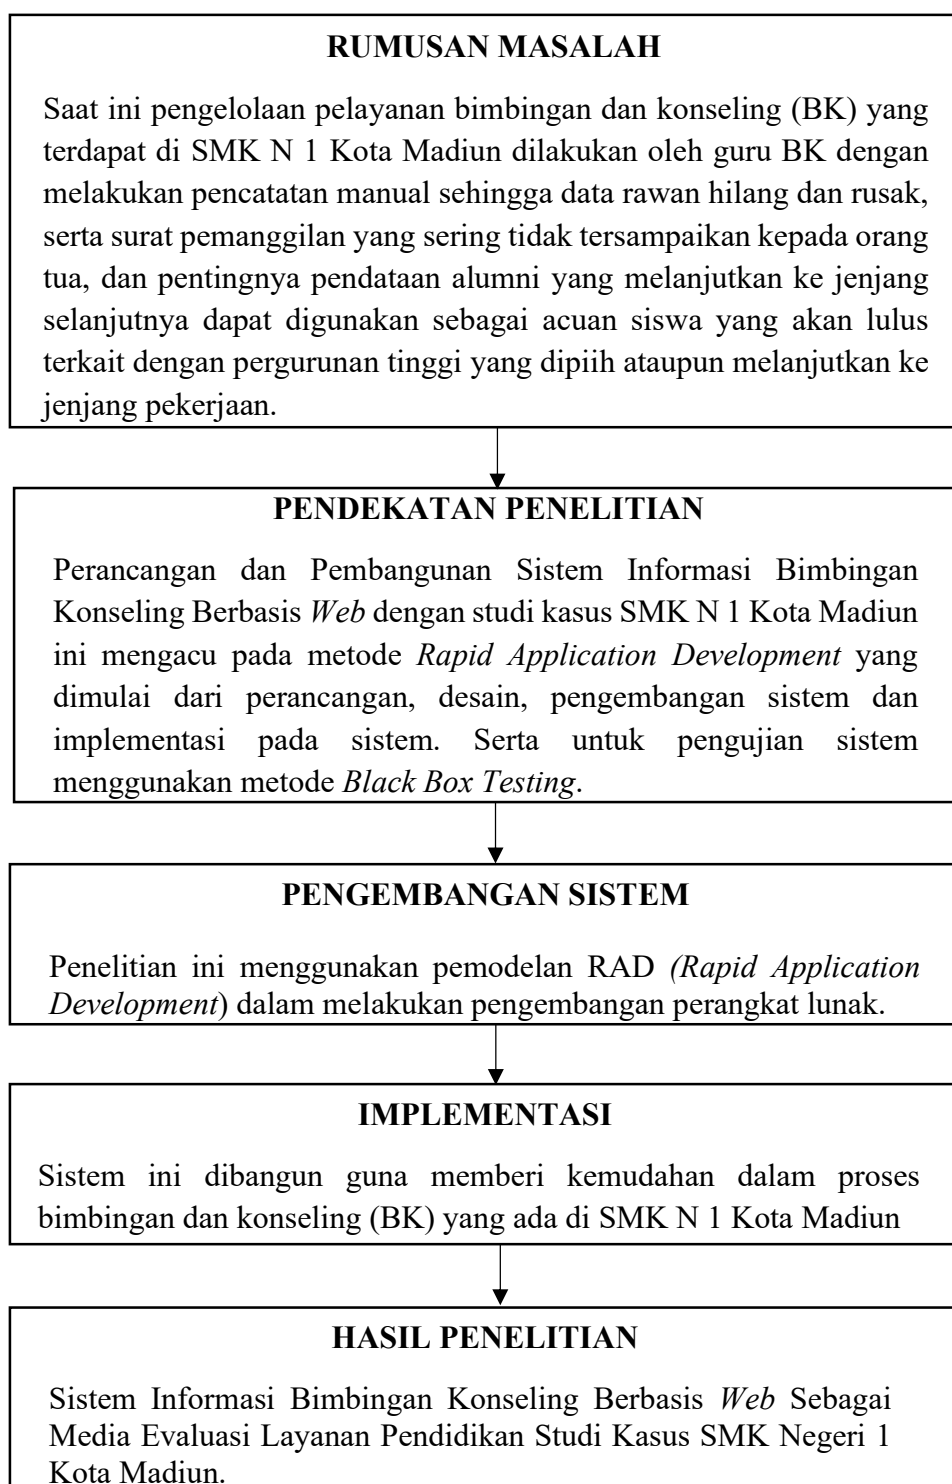 RUMUSAN MASALAH
Saat ini pengelolaan pelayanan bimbingan dan konseling (BK) yang
terdapat di SMK N 1 Kota Madiun dilakukan oleh guru BK dengan
melakukan pencatatan manual sehingga data rawan hilang dan rusak,
serta surat pemanggilan yang sering tidak tersampaikan kepada orang
tua, dan pentingnya pendataan alumni yang melanjutkan ke jenjang
selanjutnya dapat digunakan sebagai acuan siswa yang akan lulus
terkait dengan pergurunan tinggi yang dipiih ataupun melanjutkan ke
jenjang pekerjaan.
PENDEKATAN PENELITIAN
Perancangan dan Pembangunan Sistem Informasi Bimbingan
Konseling Berbasis Web dengan studi kasus SMK N 1 Kota Madiun
ini mengacu pada metode Rapid Application Development yang
dimulai dari perancangan, desain, pengembangan sistem dan
implementasi pada sistem. Serta untuk pengujian sistem
menggunakan metode Black Box Testing.
PENGEMBANGAN SISTEM
Penelitian ini menggunakan pemodelan RAD (Rapid Application
Development) dalam melakukan pengembangan perangkat lunak.
IMPLEMENTASI
Sistem ini dibangun guna memberi kemudahan dalam proses
bimbingan dan konseling (BK) yang ada di SMK N 1 Kota Madiun
HASIL PENELITIAN
Sistem Informasi Bimbingan Konseling Berbasis Web Sebagai
Media Evaluasi Layanan Pendidikan Studi Kasus SMK Negeri 1
Kota Madiun.